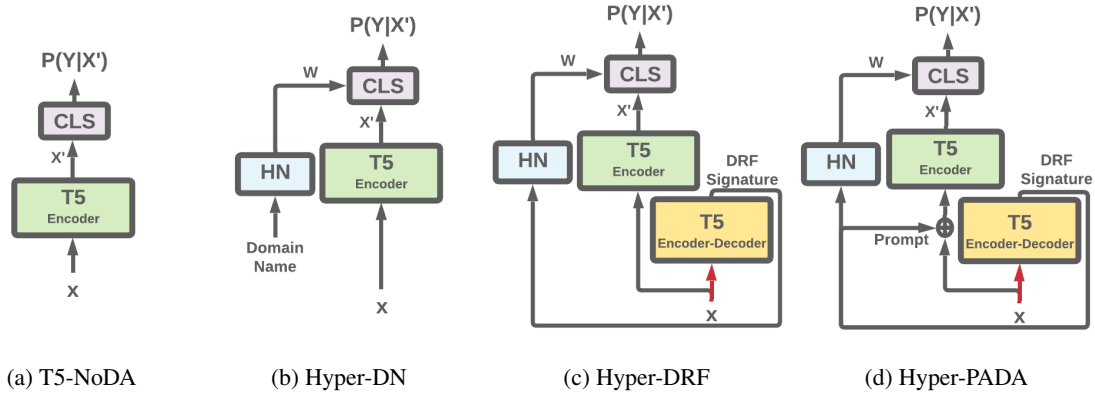 P(Y|X')
CLS
X'
T5
Encoder
x
(a) T5-NoDA
P(Y|X')
W
CLS
X'
HN
T5
Encoder
Domain
Name
x
(b) Hyper-DN
P(Y|X')
W
CLS
X'
HN
T5
Encoder
DRF
Signature
T5
Encoder-Decoder
x
(c) Hyper-DRF
P(Y|X')
W
CLS
X'
HN
T5
Encoder
DRF
Signature
Prompt
T5
Encoder-Decoder
x
(d) Hyper-PADA